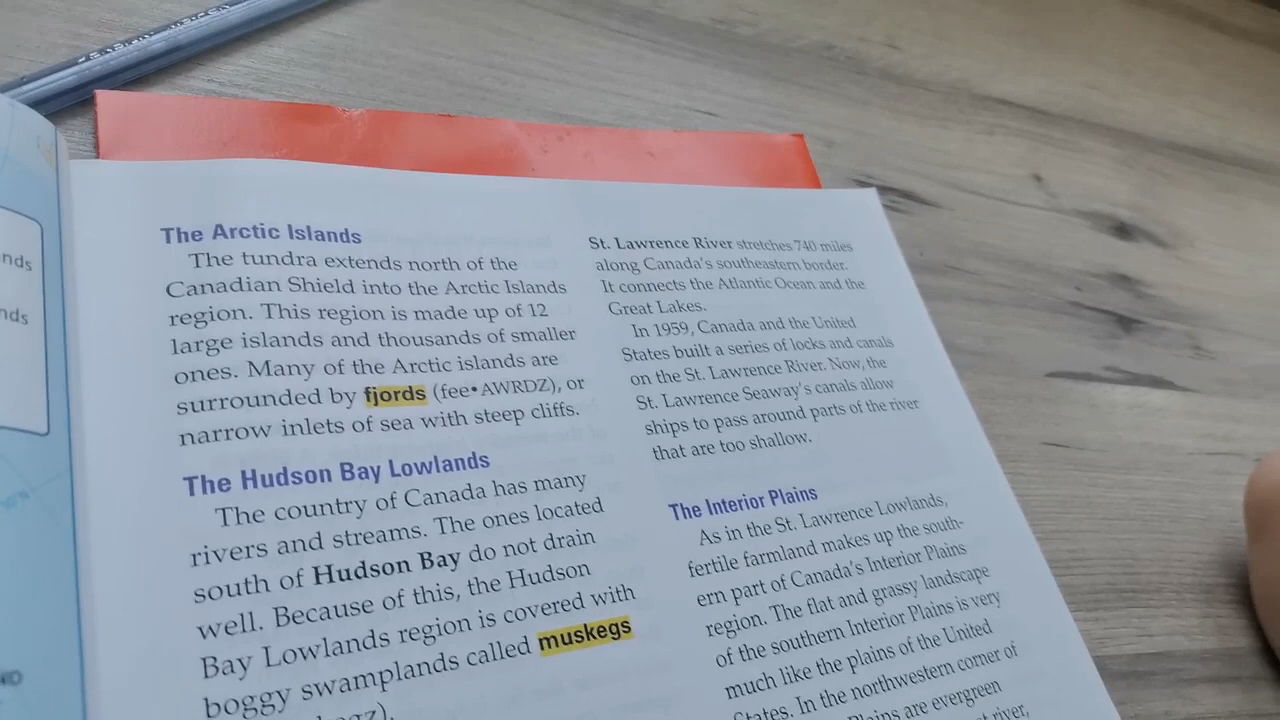 nds
nds
The Arctic Islands
The tundra extends north of the
Canadian Shield into the Arctic Islands
region. This region is made up of 12
large islands and thousands of smaller
ones. Many of the Arctic islands are
surrounded by fjords (fee•AWRDZ), or
narrow inlets of sea with steep cliffs.
The Hudson Bay Lowlands
The country of Canada has many
rivers and streams. The ones located
south of Hudson Bay do not drain
well. Because of this, the Hudson
Bay Lowlands region is covered with
boggy swamplands called muskegs
St. Lawrence River stretches 740 miles
along Canada's southeastern border.
It connects the Atlantic Ocean and the
Great Lakes.
In 1959, Canada and the United
States built a series of locks and canals
on the St. Lawrence River. Now, the
St. Lawrence Seaway's canals allow
ships to pass around parts of the river
that are too shallow.
The Interior Plains
As in the St. Lawrence Lowlands,
fertile farmland makes up the south-
ern part of Canada's Interior Plains
region. The flat and grassy landscape
of the southern Interior Plains is very
much like the plains of the United
States. In the northwestern corner of
Plains are evergreen
river,